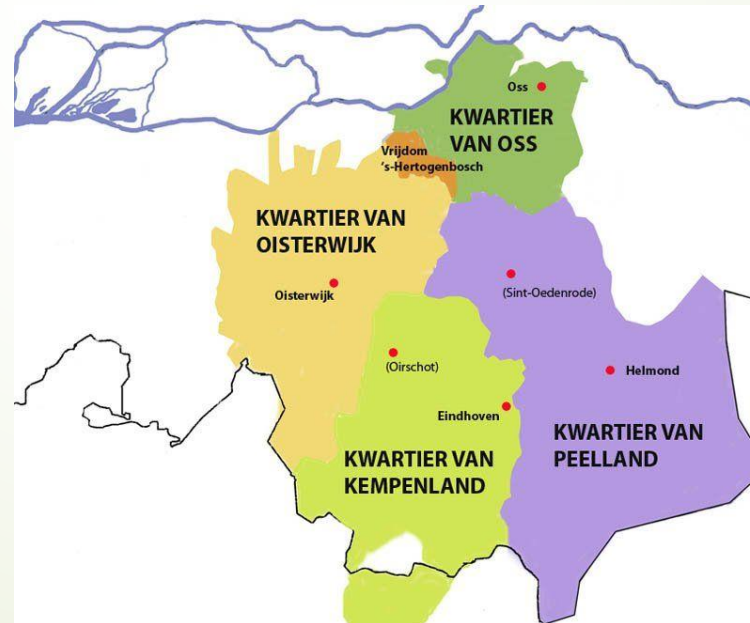 Oss
KWARTIER
VAN OSS
Vrijdom
's-Hertogenbosch
KWARTIER VAN
OISTERWIJK
Oisterwijk
(Sint-Oedenrode)
(Oirschot)
Helmond
Eindhoven
KWARTIER VAN
PEELLAND
KWARTIER VAN
KEMPENLAND